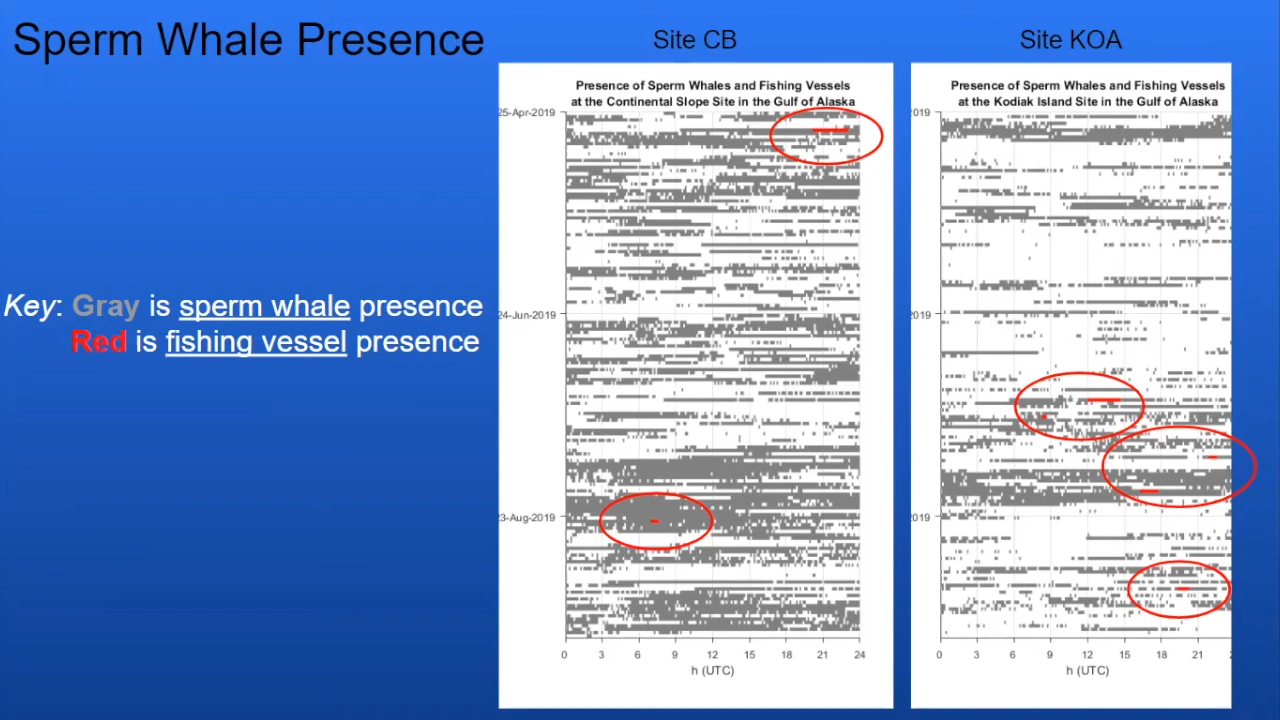 Sperm Whale Presence
Key: Gray is sperm whale presence
Red is fishing vessel presence
Site CB
Presence of Sperm Whales and Fishing Vessels
at the Continental Slope Site in the Gulf of Alaska
25-Apr-2019
24-Jun-2019
23-Aug-2019
0 3 6 9 12 15 18 21 24
h (UTC)
Site KOA
Presence of Sperm Whales and Fishing Vessels
at the Kodiak Island Site in the Gulf of Alaska
2019
2019
2019
0 3 6 9 12 15 18 21
h (UTC)